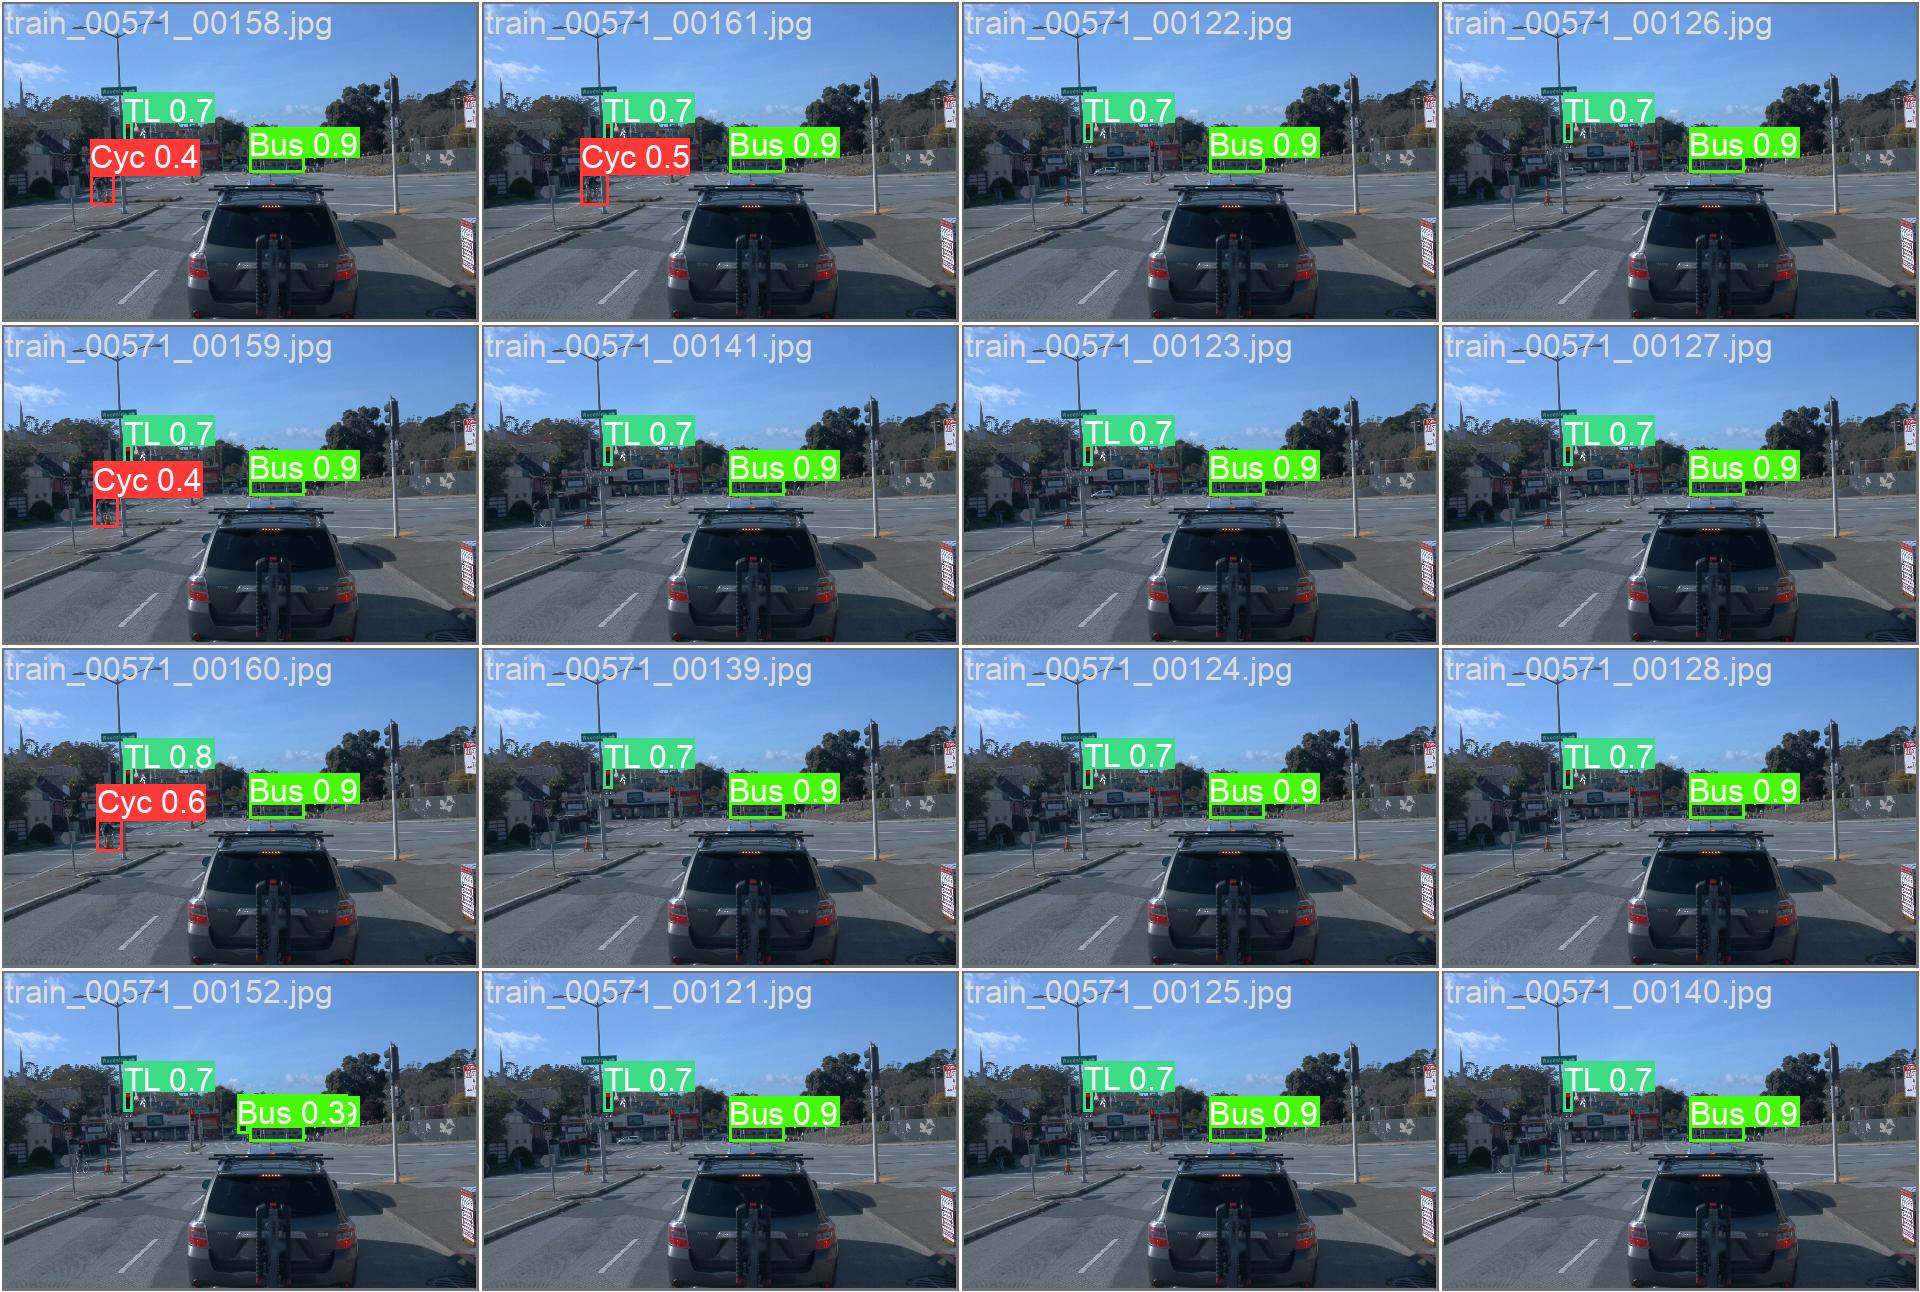 train_00571_00158.jpg
TL 0.7
Bus 0.9
Cyc 0.4
train_00571_00161.jpg
TL 0.7
Bus 0.9
Cyc 0.5
train_00571_00122.jpg
TL 0.7
Bus 0.9
train_00571_00126.jpg
TL 0.7
Bus 0.9
train_00571_00159.jpg
TL 0.7
Bus 0.9
Cyc 0.4
train_00571_00141.jpg
TL 0.7
Bus 0.9
train_00571_00123.jpg
TL 0.7
Bus 0.9
train_00571_00127.jpg
TL 0.7
Bus 0.9
train_00571_00160.jpg
TL 0.8
Bus 0.9
Cyc 0.6
train_00571_00139.jpg
TL 0.7
Bus 0.9
train_00571_00124.jpg
TL 0.7
Bus 0.9
train_00571_00128.jpg
TL 0.7
Bus 0.9
train_00571_00152.jpg
TL 0.7
Bus 0.3
train_00571_00121.jpg
TL 0.7
Bus 0.9
train_00571_00125.jpg
TL 0.7
Bus 0.9
train_00571_00140.jpg
TL 0.7
Bus 0.9